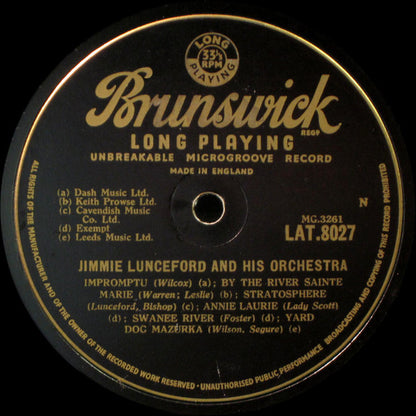 LONG
33⅓
RPM
PLAYING
Brunswick
REGD
LONG PLAYING
UNBREAKABLE MICROGROOVE RECORD
MADE IN ENGLAND
(a) Dash Music Ltd.
(b) Keith Prowse Ltd.
(c) Cavendish Music
Co. Ltd.
(d) Exempt
(e) Leeds Music Ltd.
N
MG.3261
LAT.8027
JIMMIE LUNCEFORD AND HIS ORCHESTRA
IMPROMPTU (Wilcox) (a); BY THE RIVER SAINTE
MARIE (Warren; Leslie) (b); STRATOSPHERE
(Lunceford, Bishop) (c); ANNIE LAURIE (Lady Scott)
(d); SWANEE RIVER (Foster) (d); YARD
DOG MAZURKA (Wilson, Segure) (e)
ALL RIGHTS OF THE MANUFACTURER AND OF THE OWNER OF THE RECORDED WORK RESERVED · UNAUTHORISED PUBLIC PERFORMANCE BROADCASTING AND COPYING OF THIS RECORD PROHIBITED